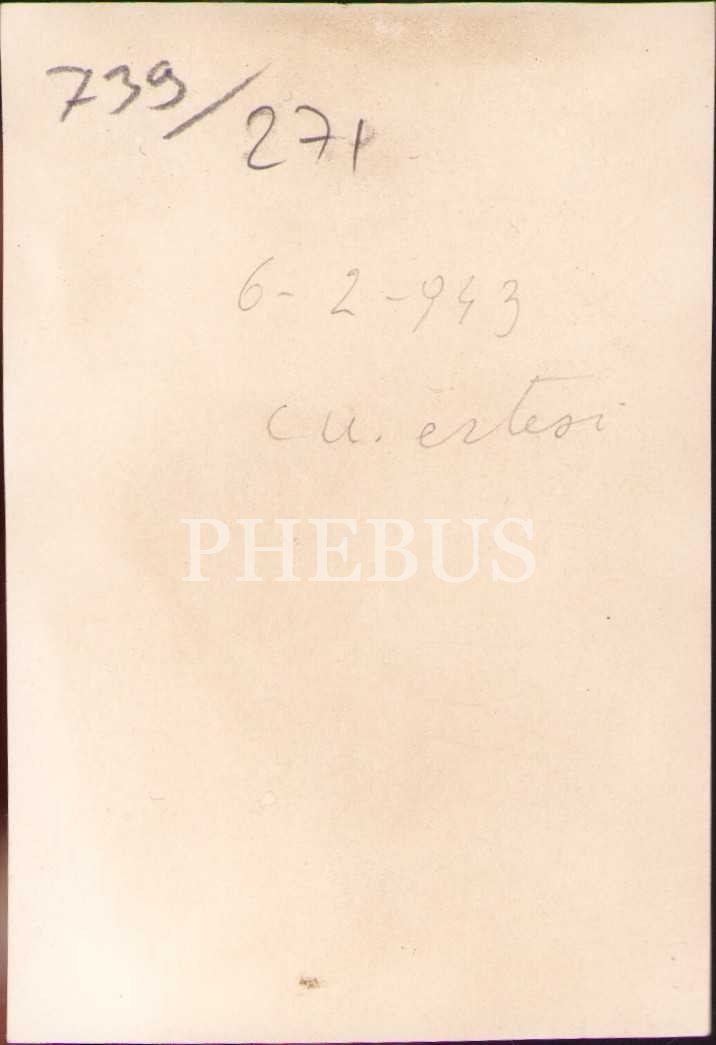 739/271
6-2-943
cu. ertesi
PHEBUS